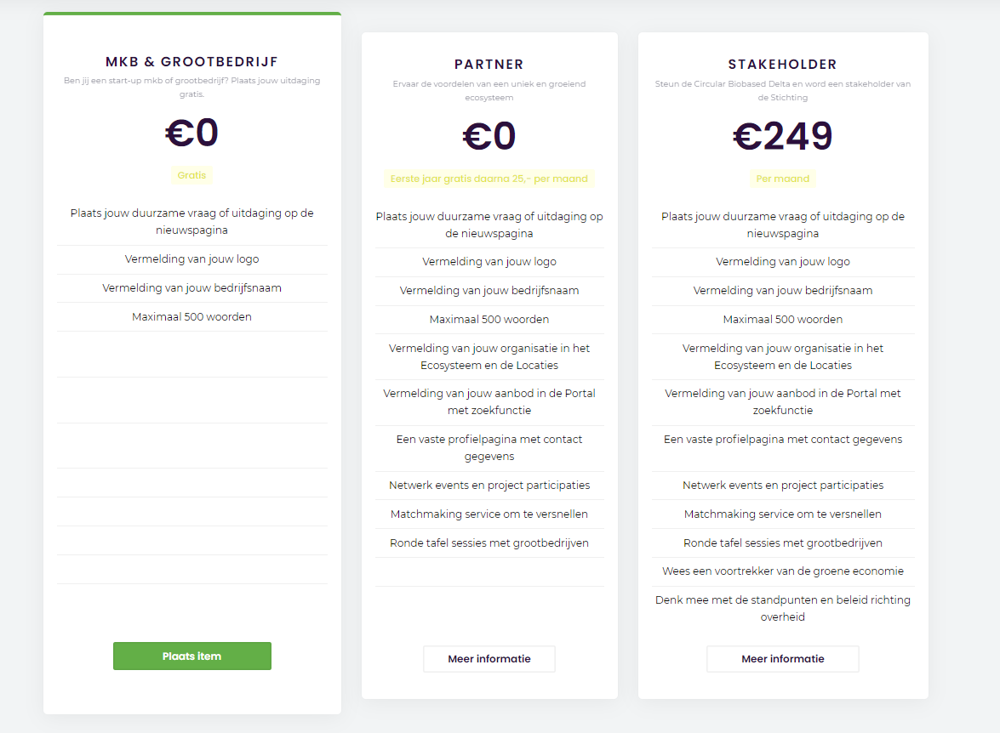 MKB & GROOTBEDRIJF
Ben jij een start-up mkb of grootbedrijf? Plaats jouw uitdaging
gratis.
€0
Gratis
Plaats jouw duurzame vraag of uitdaging op de
nieuwspagina
Vermelding van jouw logo
Vermelding van jouw bedrijfsnaam
Maximaal 500 woorden
Plaats item
PARTNER
Ervaar de voordelen van een uniek en groeiend
ecosysteem
€0
Eerste jaar gratis daarna 25,- per maand
Plaats jouw duurzame vraag of uitdaging op
de nieuwspagina
Vermelding van jouw logo
Vermelding van jouw bedrijfsnaam
Maximaal 500 woorden
Vermelding van jouw organisatie in het
Ecosysteem en de Locaties
Vermelding van jouw aanbod in de Portal
met zoekfunctie
Een vaste profielpagina met contact
gegevens
Netwerk events en project participaties
Matchmaking service om te versnellen
Ronde tafel sessies met grootbedrijven
Meer informatie
STAKEHOLDER
Steun de Circular Biobased Delta en word een stakeholder van
de Stichting
€249
Per maand
Plaats jouw duurzame vraag of uitdaging op de
nieuwspagina
Vermelding van jouw logo
Vermelding van jouw bedrijfsnaam
Maximaal 500 woorden
Vermelding van jouw organisatie in het
Ecosysteem en de Locaties
Vermelding van jouw aanbod in de Portal met
zoekfunctie
Een vaste profielpagina met contact gegevens
Netwerk events en project participaties
Matchmaking service om te versnellen
Ronde tafel sessies met grootbedrijven
Wees een voortrekker van de groene economie
Denk mee met de standpunten en beleid richting
overheid
Meer informatie